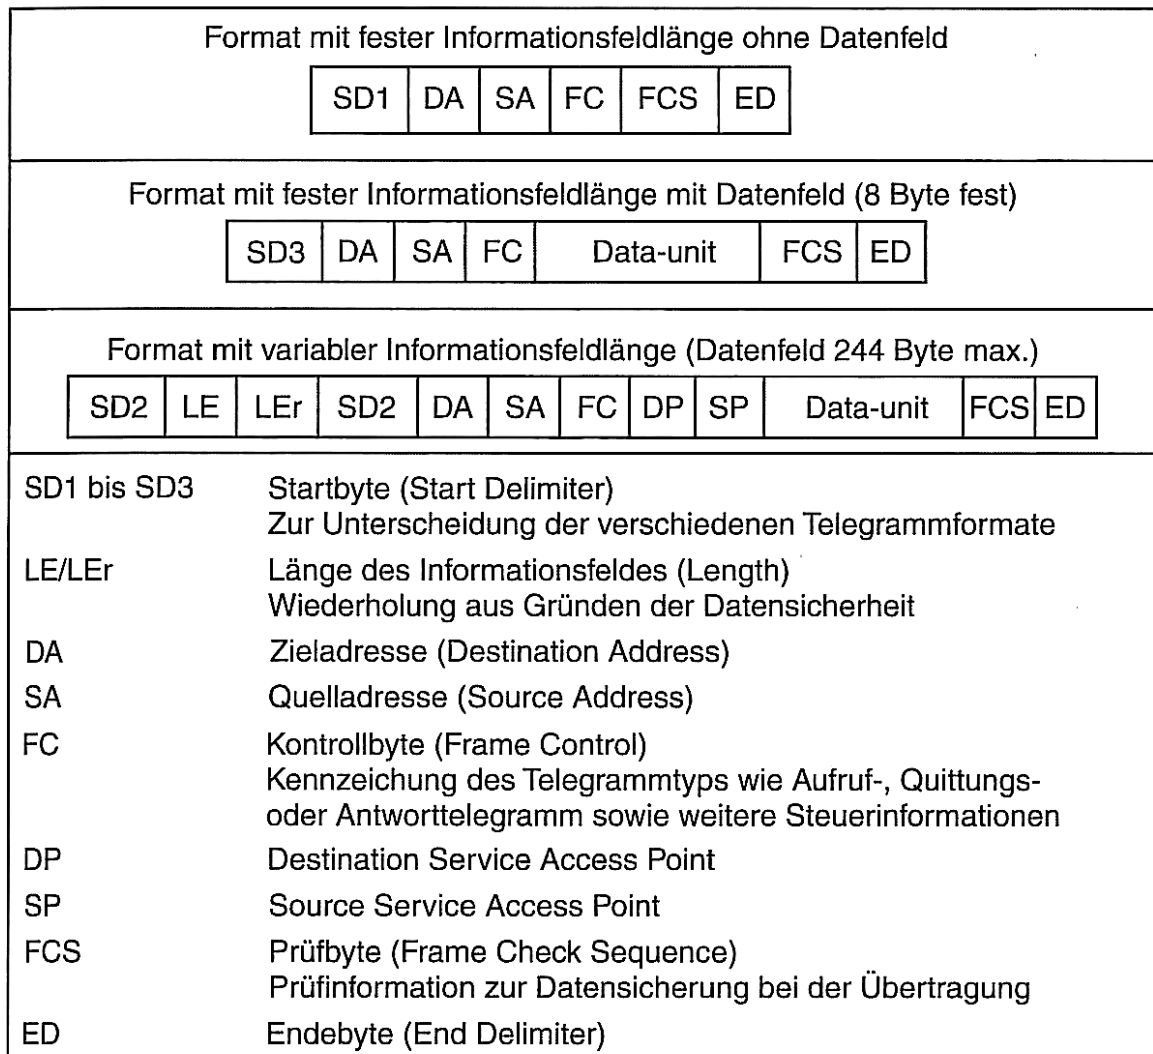 Format mit fester Informationsfeldlänge ohne Datenfeld
SD1 DA SA FC FCS ED
Format mit fester Informationsfeldlänge mit Datenfeld (8 Byte fest)
SD3 DA SA FC Data-unit FCS ED
Format mit variabler Informationsfeldlänge (Datenfeld 244 Byte max.)
SD2 LE LEr SD2 DA SA FC DP SP Data-unit FCS ED
SD1 bis SD3 Startbyte (Start Delimiter)
Zur Unterscheidung der verschiedenen Telegrammformate
LE/LEr Länge des Informationsfeldes (Length)
Wiederholung aus Gründen der Datensicherheit
DA Zieladresse (Destination Address)
SA Quelladresse (Source Address)
FC Kontrollbyte (Frame Control)
Kennzeichung des Telegrammtyps wie Aufruf-, Quittungs-
oder Antworttelegramm sowie weitere Steuerinformationen
DP Destination Service Access Point
SP Source Service Access Point
FCS Prüfbyte (Frame Check Sequence)
Prüfinformation zur Datensicherung bei der Übertragung
ED Endebyte (End Delimiter)